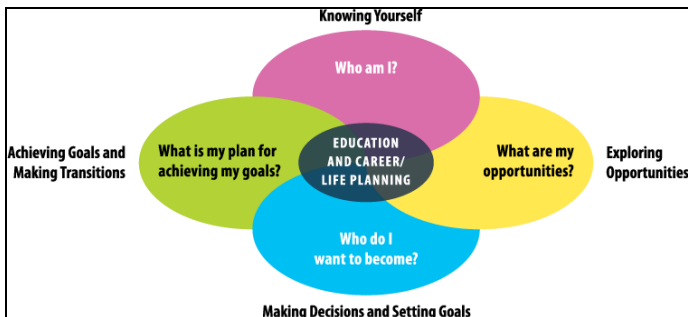 Knowing Yourself
Who am I?
Achieving Goals and
Making Transitions
What is my plan for
achieving my goals?
EDUCATION
AND CAREER/
LIFE PLANNING
What are my
opportunities?
Exploring
Opportunities
Who do I
want to become?
Making Decisions and Setting Goals